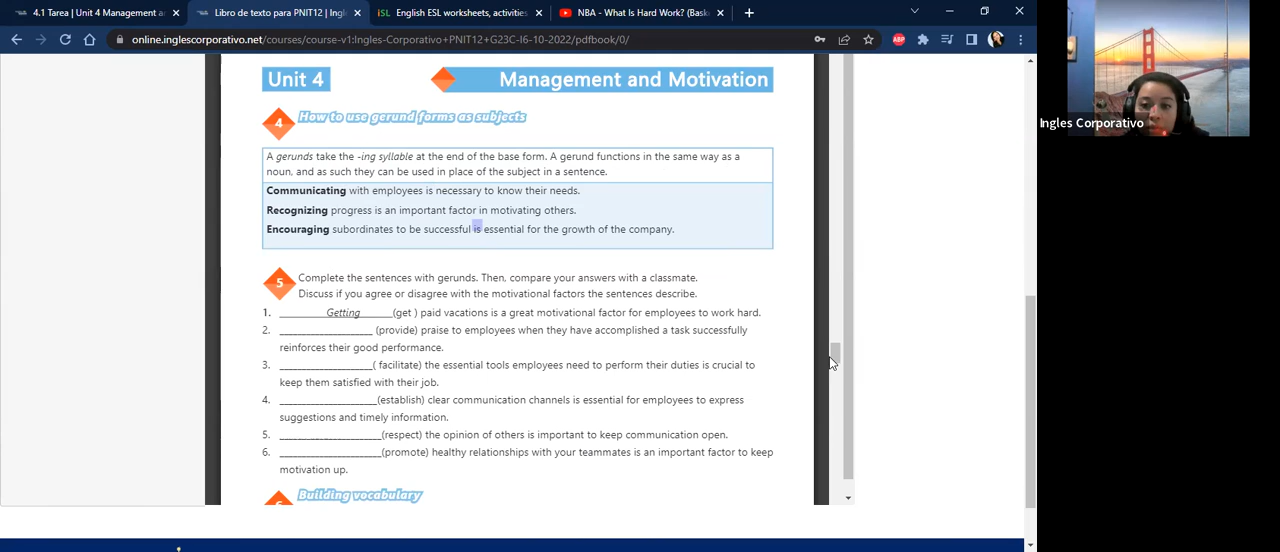 4.1 Tarea | Unit 4 Management a
Libro de texto para PNIT12 | Ingl
English ESL worksheets, activities
NBA - What Is Hard Work? (Bask
online.inglescorporativo.net/courses/course-v1:Ingles-Corporativo+PNIT12+G23C-I6-10-2022/pdfbook/0/
ABP
Ingles Corporativo
Unit 4
Management and Motivation
4 How to use gerund forms as subjects
A gerunds take the -ing syllable at the end of the base form. A gerund functions in the same way as a
noun, and as such they can be used in place of the subject in a sentence.
Communicating with employees is necessary to know their needs.
Recognizing progress is an important factor in motivating others.
Encouraging subordinates to be successful is essential for the growth of the company.
5 Complete the sentences with gerunds. Then, compare your answers with a classmate.
Discuss if you agree or disagree with the motivational factors the sentences describe.
1. _________Getting______(get ) paid vacations is a great motivational factor for employees to work hard.
2. ____________________ (provide) praise to employees when they have accomplished a task successfully
reinforces their good performance.
3. ____________________( facilitate) the essential tools employees need to perform their duties is crucial to
keep them satisfied with their job.
4. _____________________(establish) clear communication channels is essential for employees to express
suggestions and timely information.
5. ______________________(respect) the opinion of others is important to keep communication open.
6. ______________________(promote) healthy relationships with your teammates is an important factor to keep
motivation up.
Building vocabulary